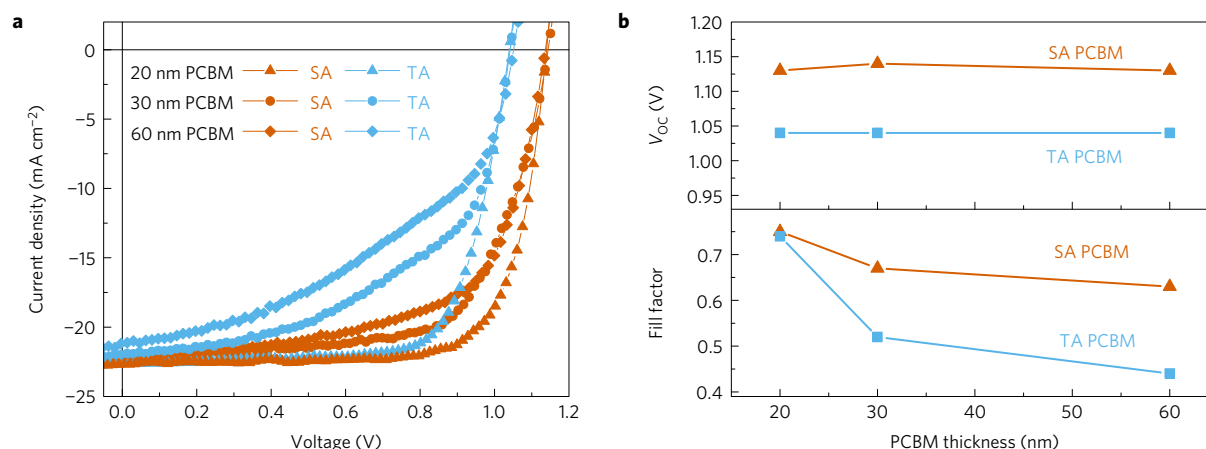 a
0
−5
−10
−15
−20
−25
Current density (mA cm−2)
20 nm PCBM SA TA
30 nm PCBM SA TA
60 nm PCBM SA TA
0.0 0.2 0.4 0.6 0.8 1.0 1.2
Voltage (V)
b
1.20
1.15
1.05
1.00
0.95
VOC (V)
SA PCBM
TA PCBM
0.7
0.6
0.5
0.4
Fill factor
SA PCBM
TA PCBM
20 30 40 50 60
PCBM thickness (nm)